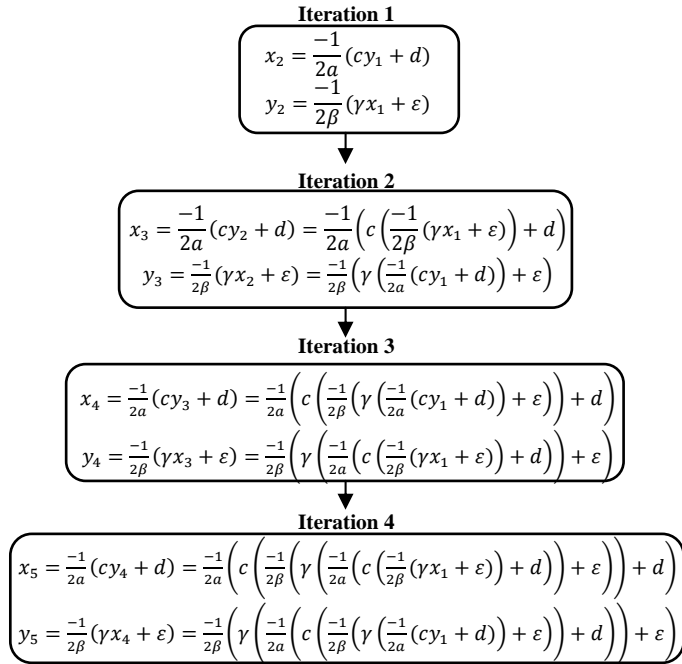 Iteration 1
x₂ = −1/2a (cy₁ + d)
y₂ = −1/2β (γx₁ + ε)
Iteration 2
x₃ = −1/2a (cy₂ + d) = −1/2a (c (−1/2β (γx₁ + ε)) + d)
y₃ = −1/2β (γx₂ + ε) = −1/2β (γ (−1/2a (cy₁ + d)) + ε)
Iteration 3
x₄ = −1/2a (cy₃ + d) = −1/2a (c (−1/2β (γ (−1/2a (cy₁ + d)) + ε)) + d)
y₄ = −1/2β (γx₃ + ε) = −1/2β (γ (−1/2a (c (−1/2β (γx₁ + ε)) + d)) + ε)
Iteration 4
x₅ = −1/2a (cy₄ + d) = −1/2a (c (−1/2β (γ (−1/2a (c (−1/2β (γx₁ + ε)) + d)) + ε)) + d)
y₅ = −1/2β (γx₄ + ε) = −1/2β (γ (−1/2a (c (−1/2β (γ (−1/2a (cy₁ + d)) + ε)) + d)) + ε)